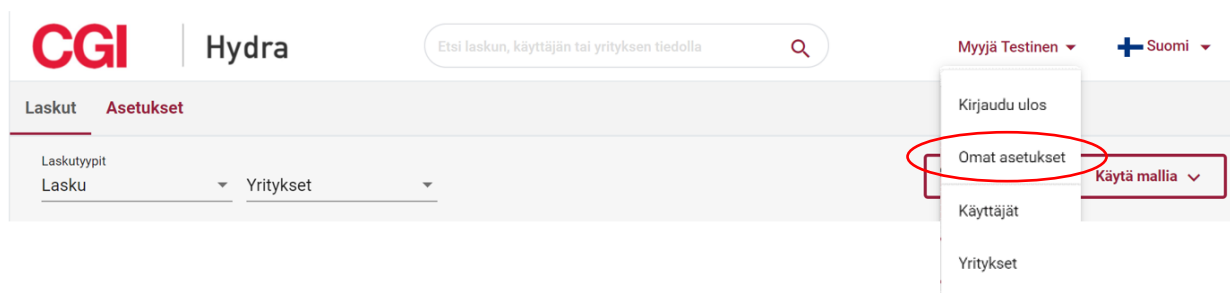 CGI Hydra Etsi laskun, käyttäjän tai yrityksen tiedolla Myyjä Testinen Suomi
Laskut Asetukset
Kirjaudu ulos
Laskutyypit
Lasku Yritykset
Omat asetukset
Käytä mallia
Käyttäjät
Yritykset